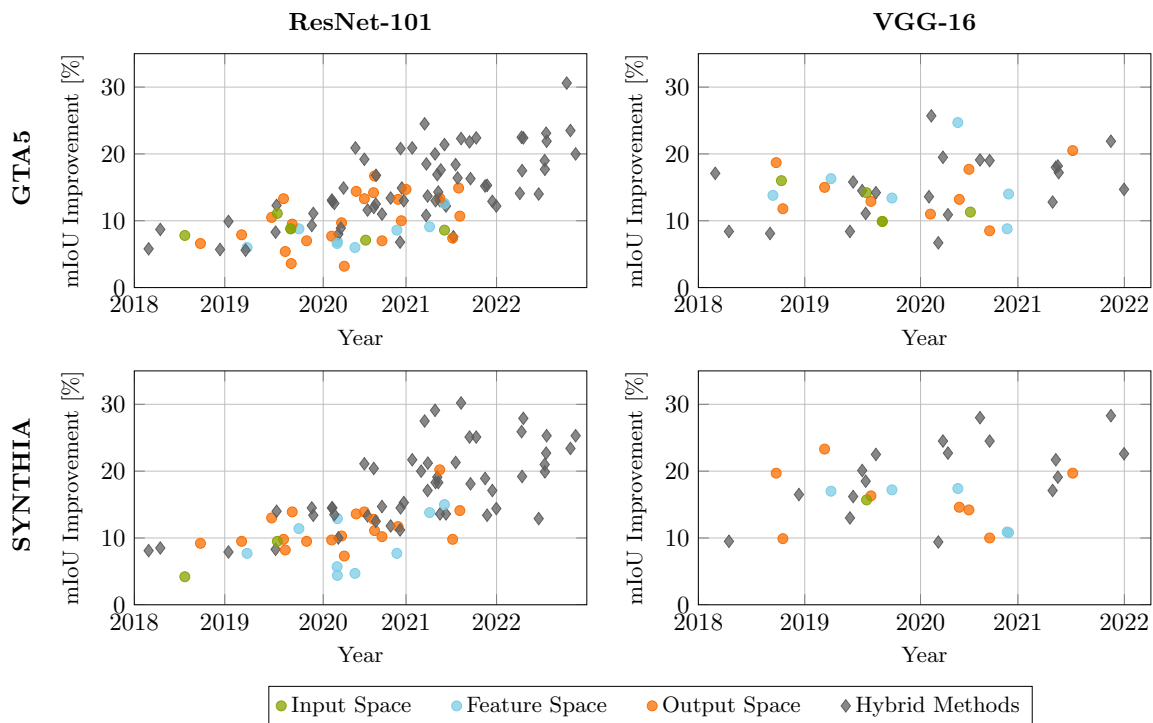 ResNet-101
VGG-16
GTA5
mIoU Improvement [%]
30
20
10
0
2018 2019 2020 2021 2022
Year
mIoU Improvement [%]
30
20
10
0
2018 2019 2020 2021 2022
Year
SYNTHIA
mIoU Improvement [%]
30
20
10
0
2018 2019 2020 2021 2022
Year
mIoU Improvement [%]
30
20
10
0
2018 2019 2020 2021 2022
Year
Input Space Feature Space Output Space Hybrid Methods